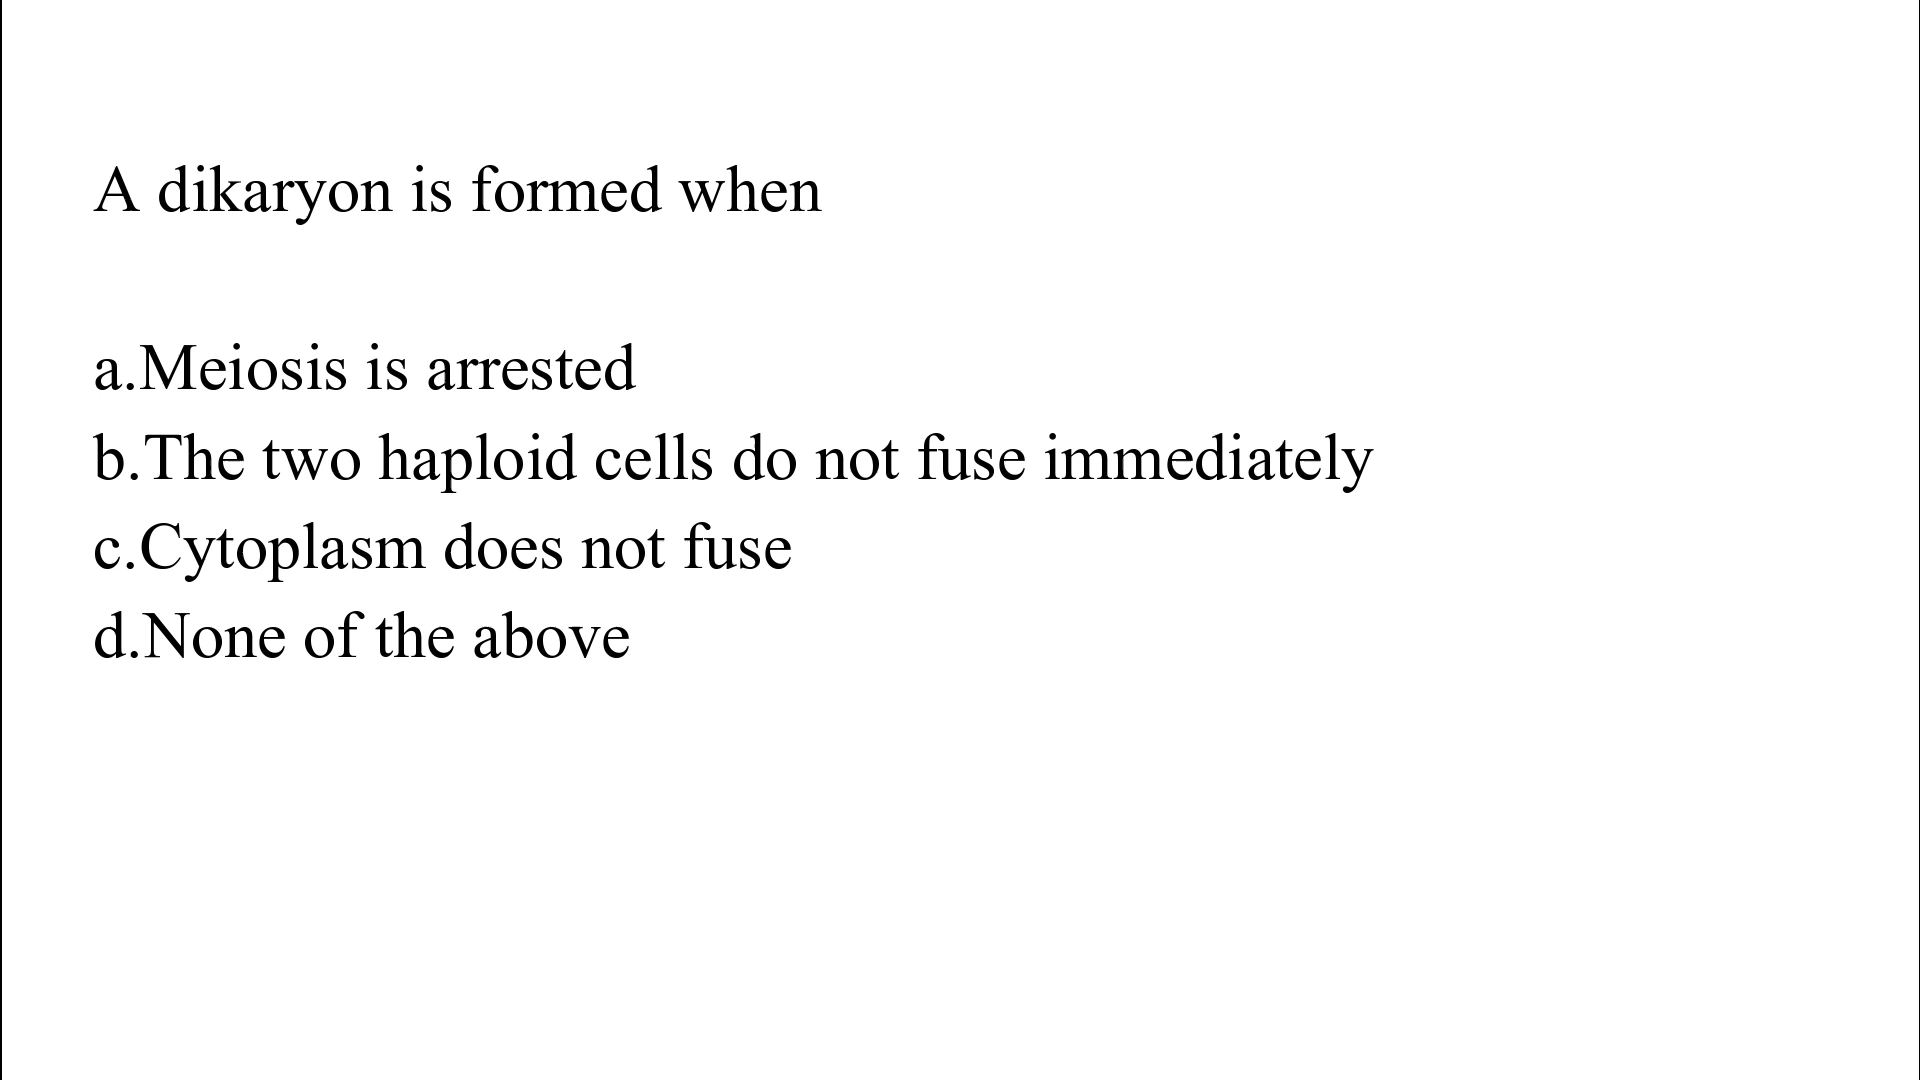 A dikaryon is formed when
a.Meiosis is arrested
b.The two haploid cells do not fuse immediately
c.Cytoplasm does not fuse
d.None of the above